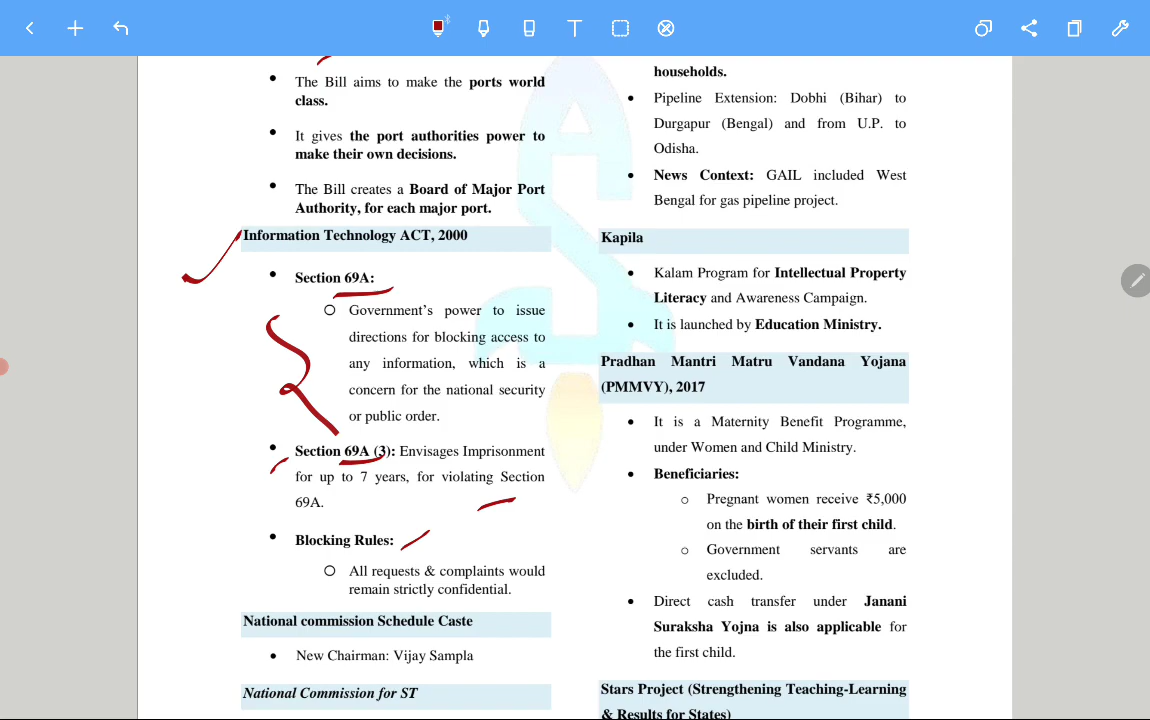 The Bill aims to make the ports world
class.
It gives the port authorities power to
make their own decisions.
The Bill creates a Board of Major Port
Authority, for each major port.
Information Technology ACT, 2000
Section 69A:
Government's power to issue
directions for blocking access to
any information, which is a
concern for the national security
or public order.
Section 69A (3): Envisages Imprisonment
for up to 7 years, for violating Section
69A.
Blocking Rules:
All requests & complaints would
remain strictly confidential.
National commission Schedule Caste
New Chairman: Vijay Sampla
National Commission for ST
households.
Pipeline Extension: Dobhi (Bihar) to
Durgapur (Bengal) and from U.P. to
Odisha.
News Context: GAIL included West
Bengal for gas pipeline project.
Kapila
Kalam Program for Intellectual Property
Literacy and Awareness Campaign.
It is launched by Education Ministry.
Pradhan Mantri Matru Vandana Yojana
(PMMVY), 2017
It is a Maternity Benefit Programme,
under Women and Child Ministry.
Beneficiaries:
Pregnant women receive ₹5,000
on the birth of their first child.
Government servants are
excluded.
Direct cash transfer under Janani
Suraksha Yojna is also applicable for
the first child.
Stars Project (Strengthening Teaching-Learning
& Results for States)